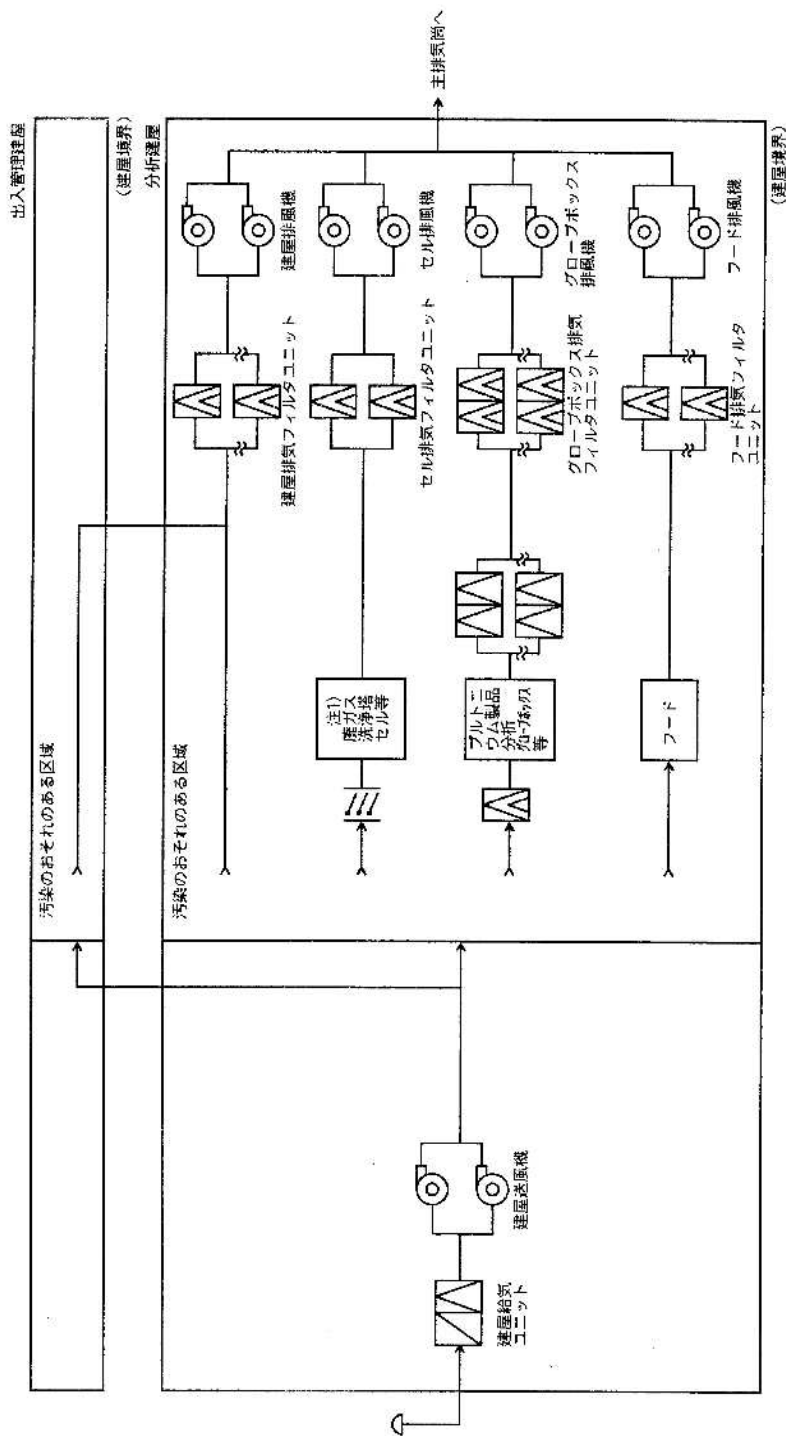 出入管理建屋
汚染のおそれのある区域
(建屋境界)
分析建屋
汚染のおそれのある区域
建屋排気フィルタユニット
建屋排風機
注1)
廃ガス
洗浄塔
セル等
セル排気フィルタユニット
セル排風機
主排気筒へ
プルトニ
ウム製品
分析
グローブボックス
等
グローブボックス排気
フィルタユニット
グローブボックス
排風機
フード
フード排気フィルタ
ユニット
フード排風機
(建屋境界)
建屋給気
ユニット
建屋送風機